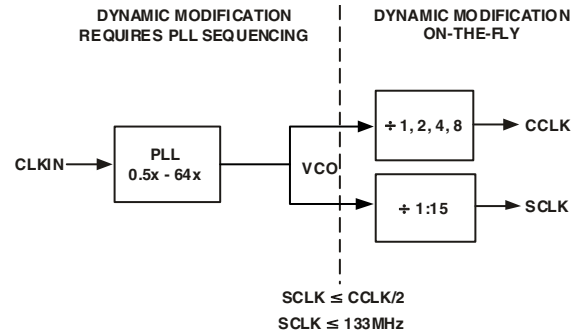 DYNAMIC MODIFICATION
REQUIRES PLL SEQUENCING
DYNAMIC MODIFICATION
ON-THE-FLY
CLKIN
PLL
0.5x - 64x
VCO
÷ 1, 2, 4, 8
CCLK
÷ 1:15
SCLK
SCLK ≤ CCLK/2
SCLK ≤ 133MHz